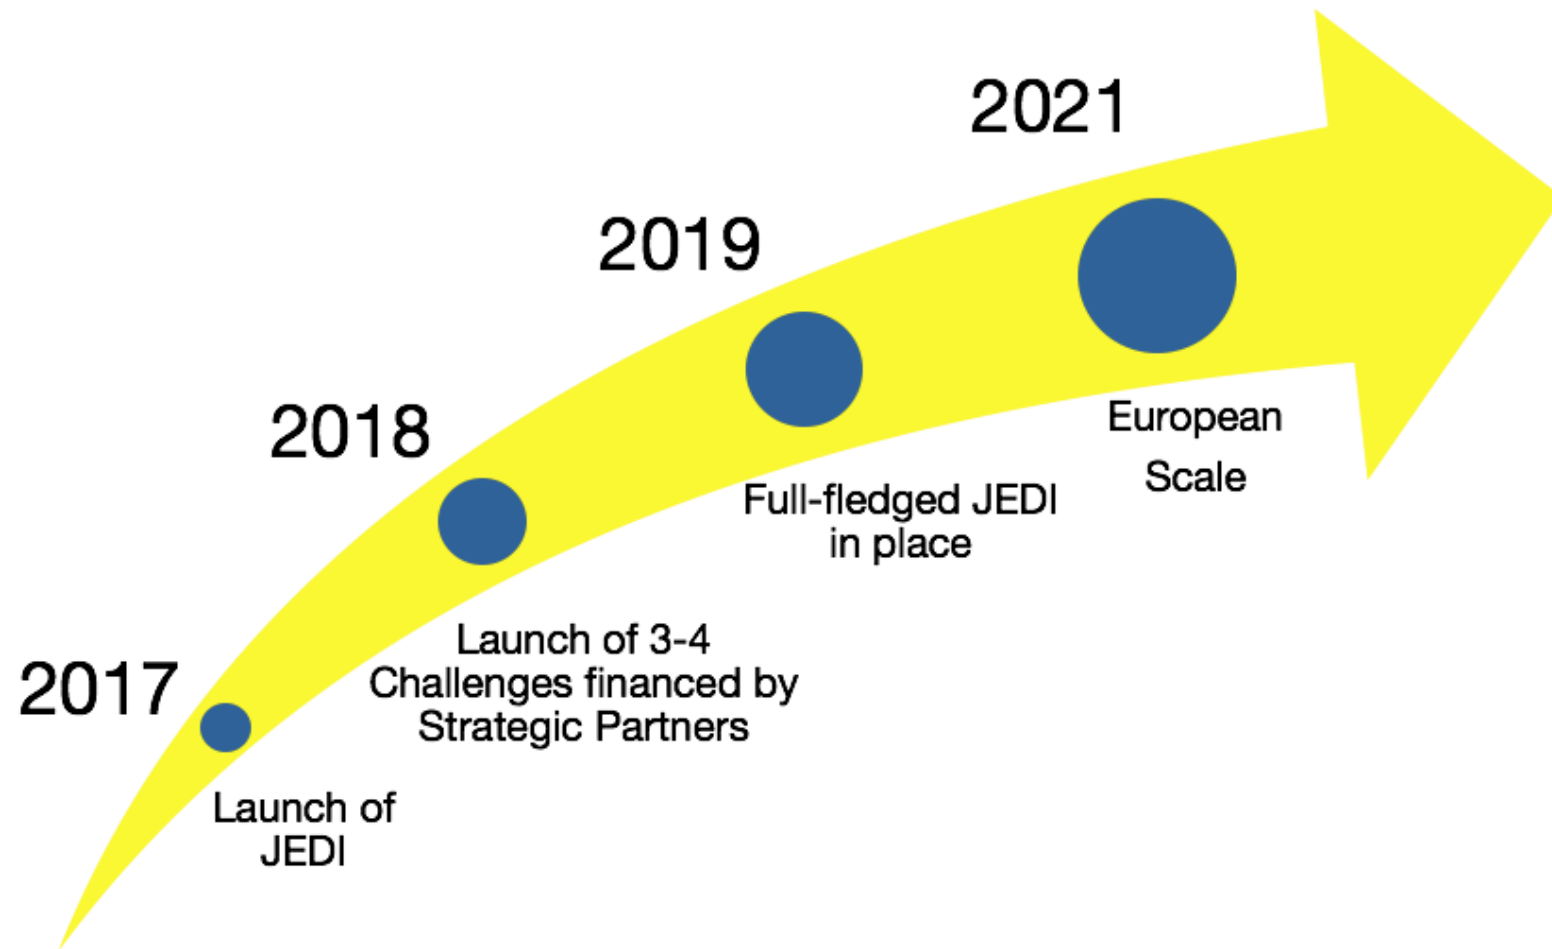 2017
Launch of
JEDI
2018
Launch of 3-4
Challenges financed by
Strategic Partners
2019
Full-fledged JEDI
in place
2021
European
Scale